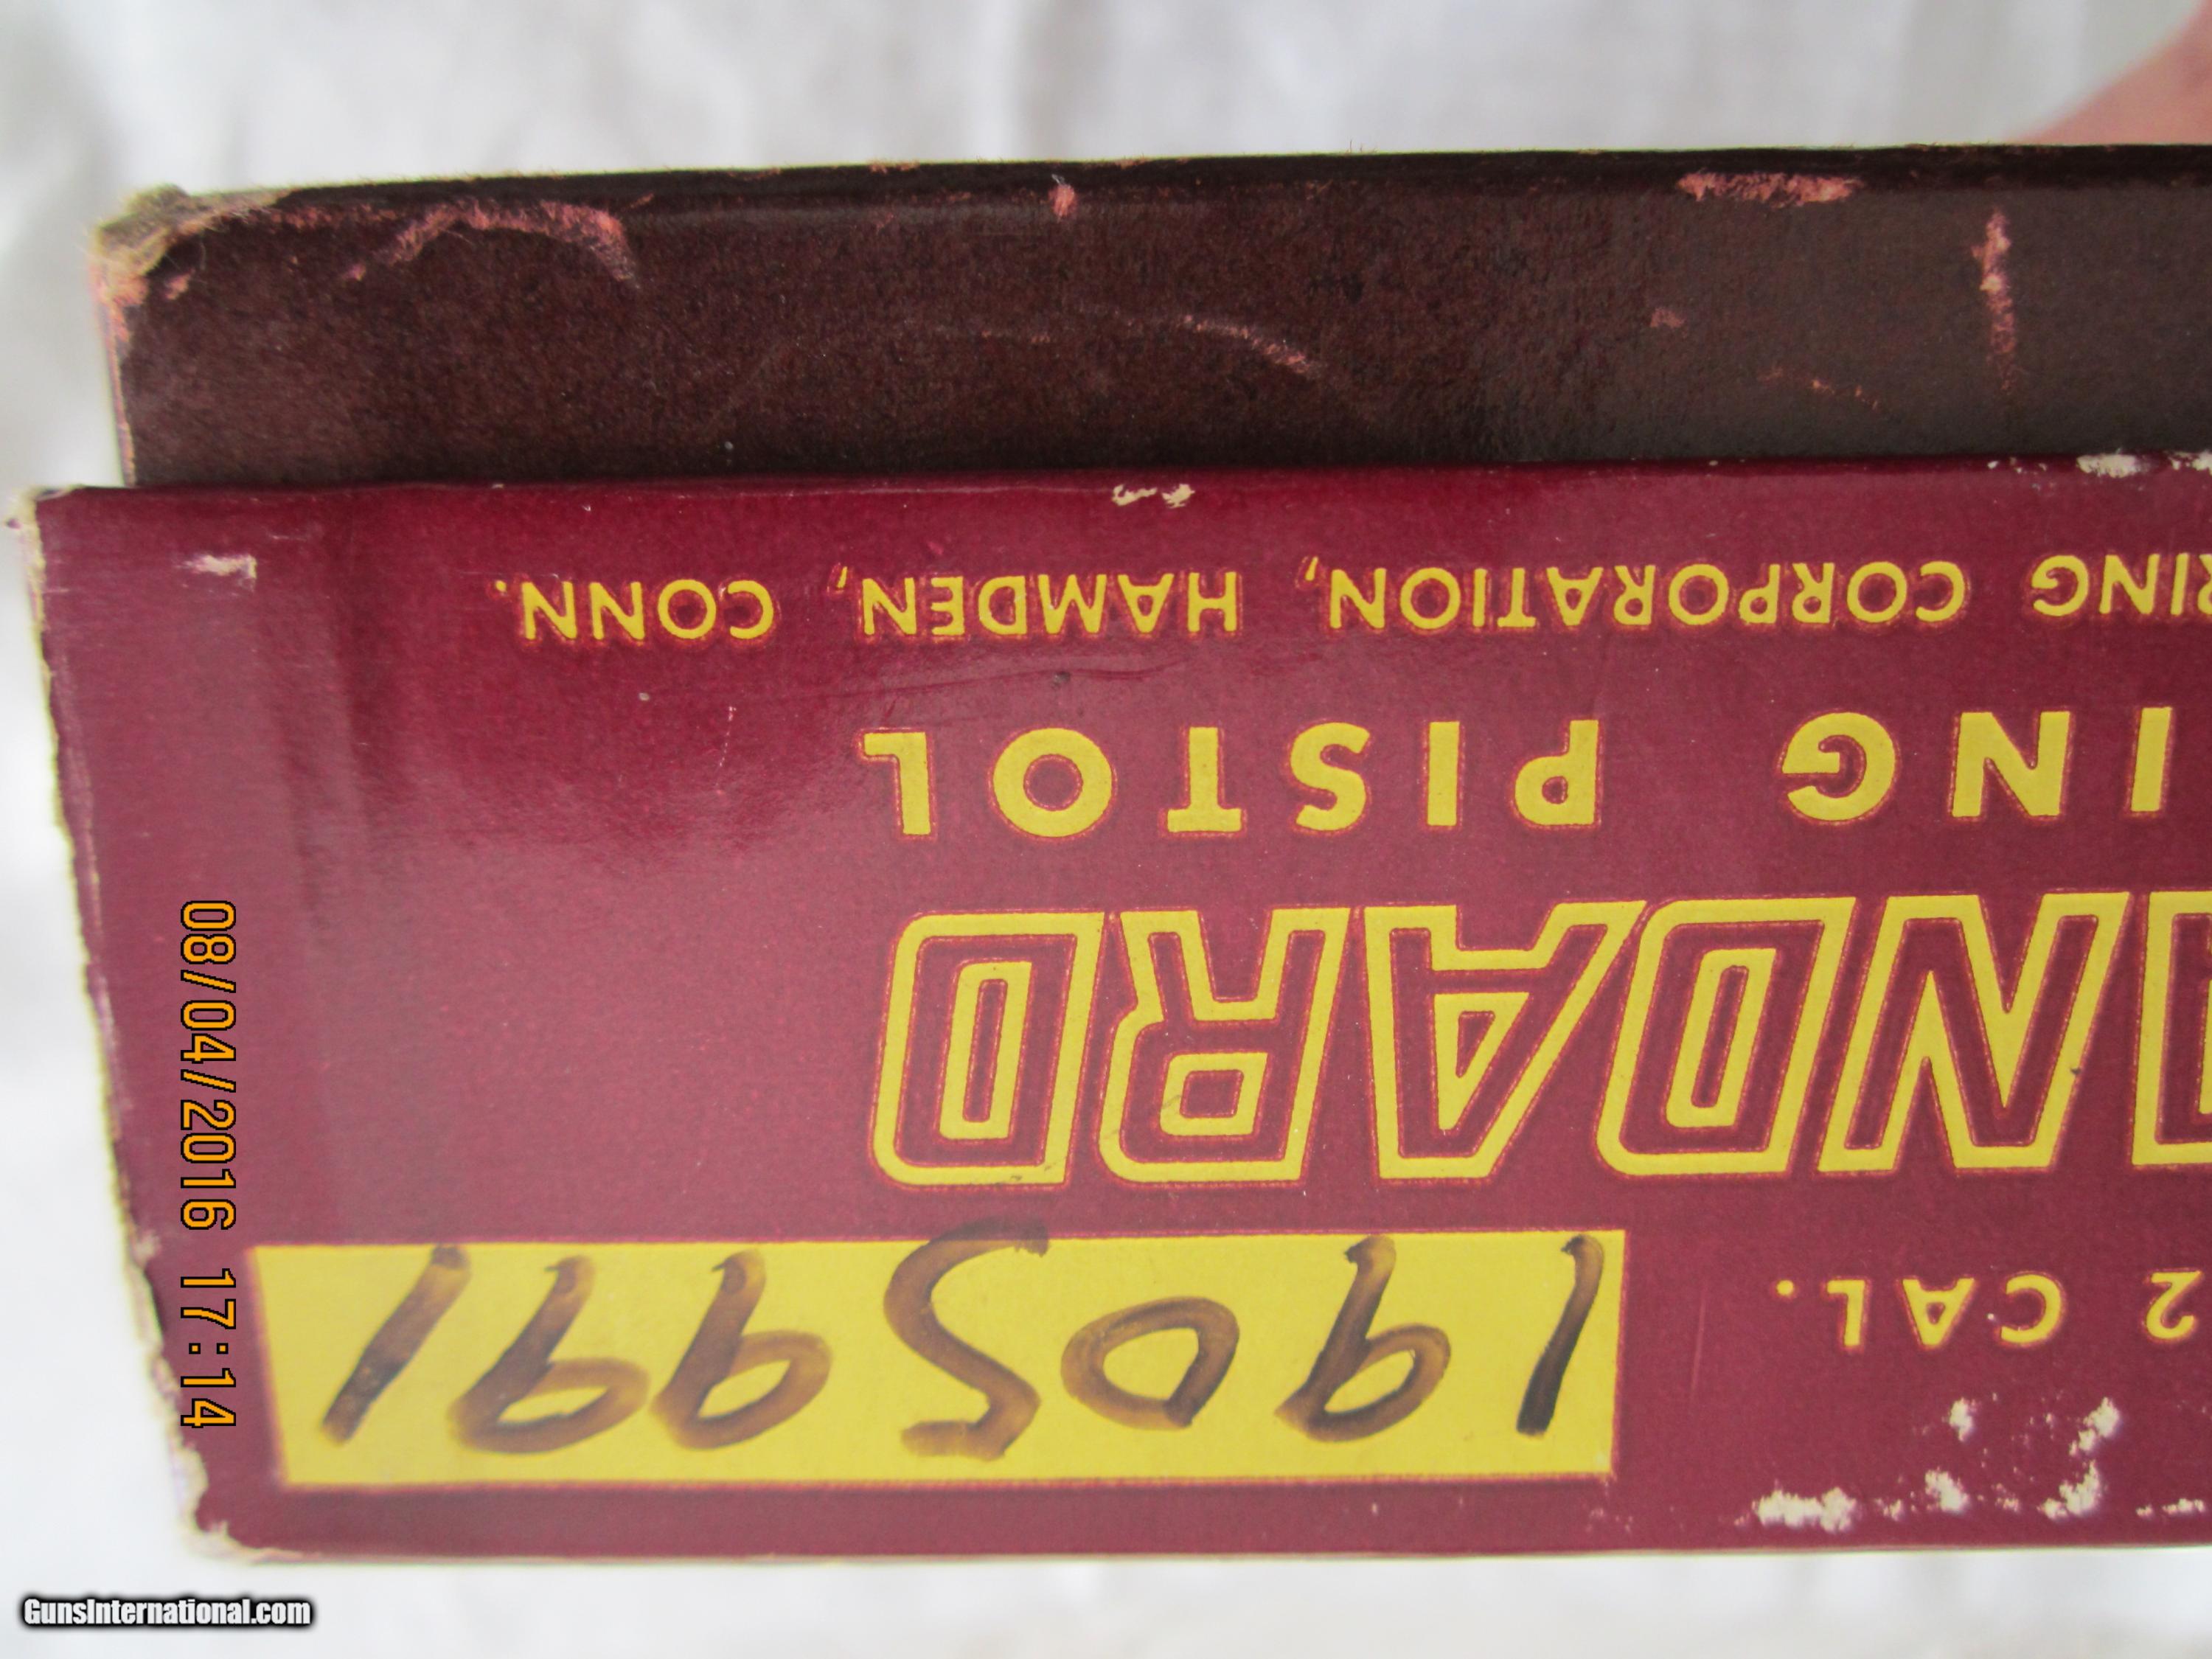 2 CAL. 1905991
NDARD
ING PISTOL
RING CORPORATION, HAMDEN, CONN.
08/04/2016 17:14
GunsInternational.com